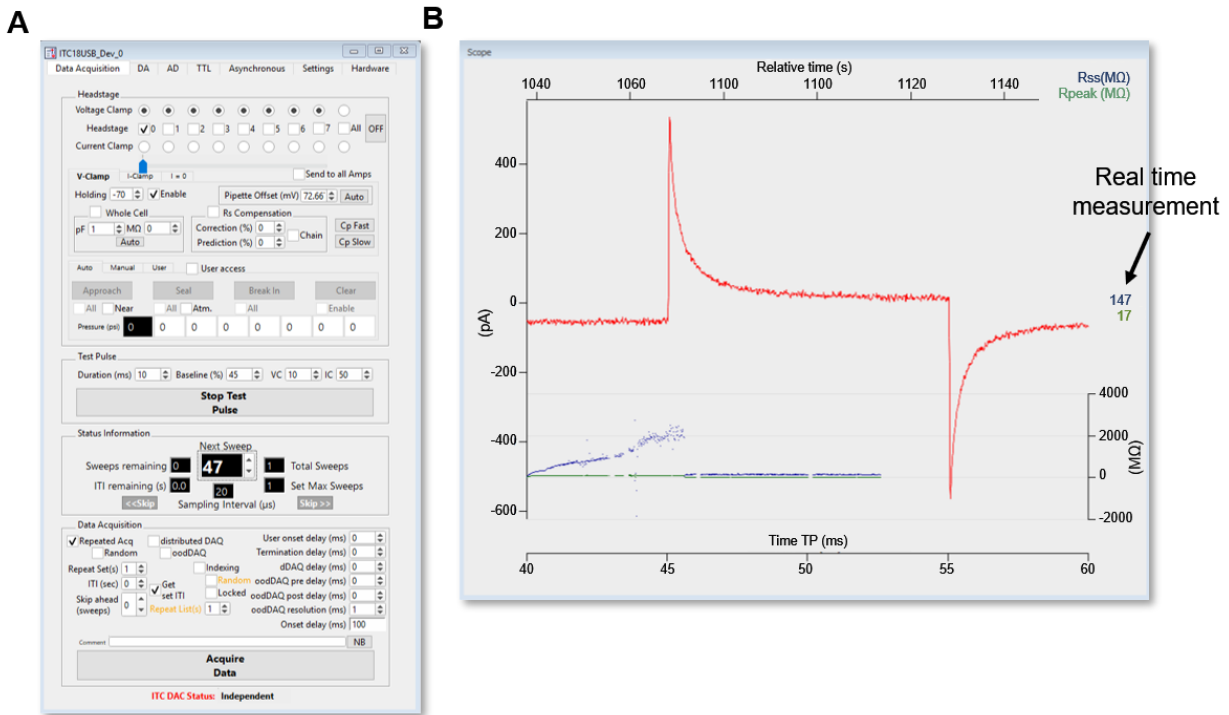 A
ITC18USB_Dev_0
Data Acquisition DA AD TTL Asynchronous Settings Hardware
Headstage
Voltage Clamp
Headstage 0 1 2 3 4 5 6 7 All OFF
Current Clamp
V-Clamp I-Clamp I = 0 Send to all Amps
Holding -70 Enable Pipette Offset (mV) 72.66 Auto
Whole Cell Rs Compensation
pF 1 MΩ 0 Correction (%) 0 Chain Cp Fast
Auto Prediction (%) 0 Cp Slow
Auto Manual User User access
Approach Seal Break In Clear
All Near All Atm. All Enable
Pressure (psi) 0 0 0 0 0 0 0 0
Test Pulse
Duration (ms) 10 Baseline (%) 45 VC 10 IC 50
Stop Test
Pulse
Status Information
Next Sweep
Sweeps remaining 0 47 1 Total Sweeps
ITI remaining (s) 0.0 20 1 Set Max Sweeps
<<Skip Sampling Interval (µs) Skip >>
Data Acquisition
Repeated Acq distributed DAQ User onset delay (ms) 0
Random oodDAQ Termination delay (ms) 0
Repeat Set(s) 1 Indexing dDAQ delay (ms) 0
ITI (sec) 0 Get set ITI Random oodDAQ pre delay (ms) 0
Skip ahead (sweeps) 0 Locked oodDAQ post delay (ms) 0
Repeat List(s) 1 oodDAQ resolution (ms) 1
Onset delay (ms) 100
Comment NB
Acquire
Data
ITC DAC Status: Independent
B
Scope
Relative time (s)
1040 1060 1100 1100 1120 1140
Rss(MΩ)
Rpeak (MΩ)
400
200
0
-200
-400
-600
(pA)
Real time
measurement
147
17
4000
2000
0
-2000
(MΩ)
Time TP (ms)
40 45 50 55 60